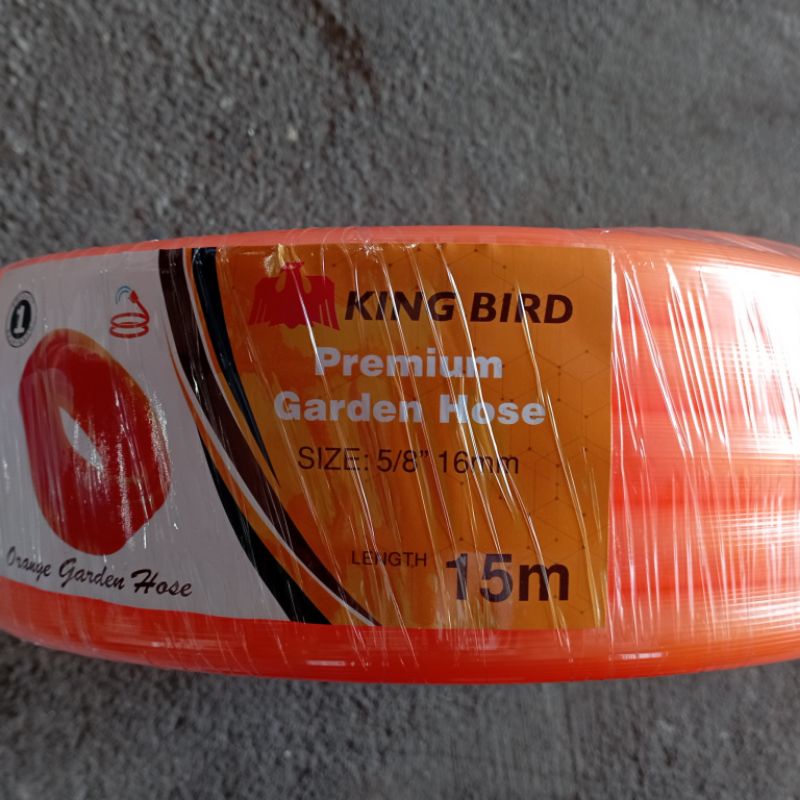 1
KING BIRD
Premium
Garden Hose
SIZE: 5/8" 16mm
LENGTH 15m
Orange Garden Hose